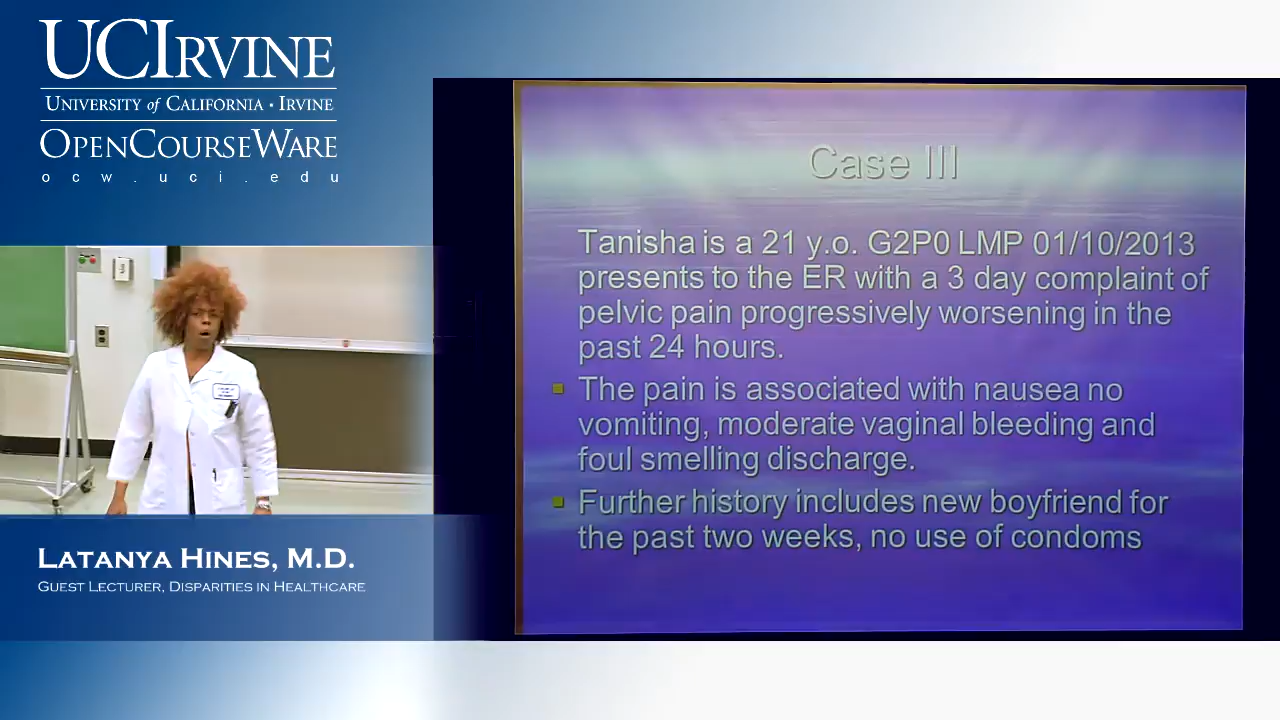 UCIRVINE
UNIVERSITY of CALIFORNIA · IRVINE
OPENCOURSEWARE
ocw.uci.edu
Case III
Tanisha is a 21 y.o. G2P0 LMP 01/10/2013
presents to the ER with a 3 day complaint of
pelvic pain progressively worsening in the
past 24 hours.
The pain is associated with nausea no
vomiting, moderate vaginal bleeding and
foul smelling discharge.
Further history includes new boyfriend for
the past two weeks, no use of condoms
LATANYA HINES, M.D.
GUEST LECTURER, DISPARITIES IN HEALTHCARE